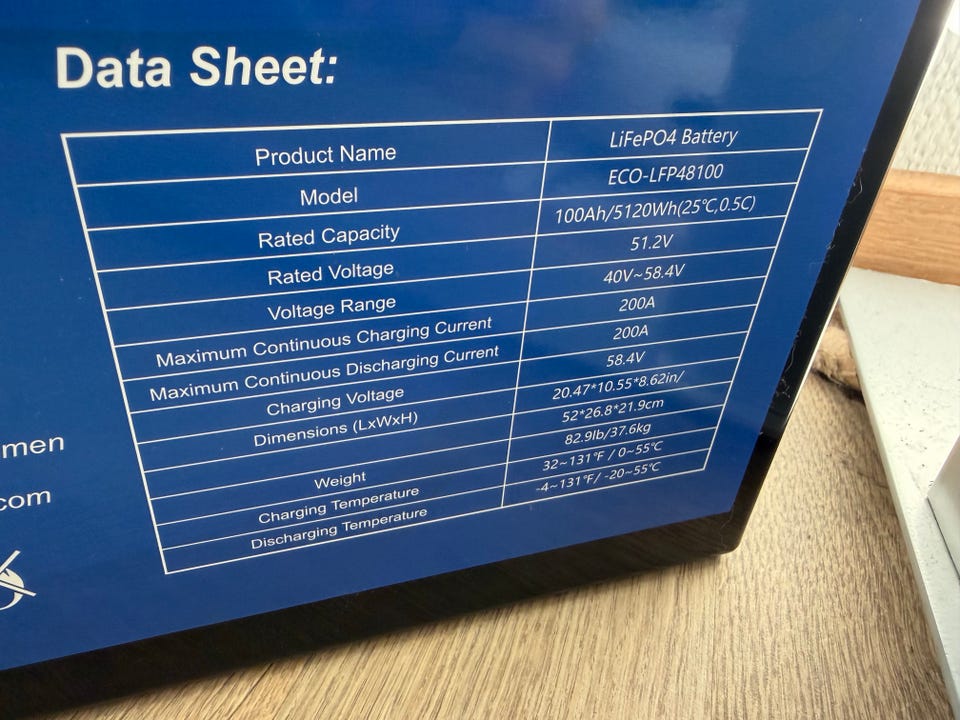 Data Sheet:
Product Name LiFePO4 Battery
Model ECO-LFP48100
Rated Capacity 100Ah/5120Wh(25℃,0.5C)
Rated Voltage 51.2V
Voltage Range 40V~58.4V
Maximum Continuous Charging Current 200A
Maximum Continuous Discharging Current 200A
Charging Voltage 58.4V
Dimensions (LxWxH) 20.47*10.55*8.62in/
52*26.8*21.9cm
Weight 82.9lb/37.6kg
Charging Temperature 32~131℉ / 0~55℃
Discharging Temperature -4~131℉/ -20~55℃
men
com